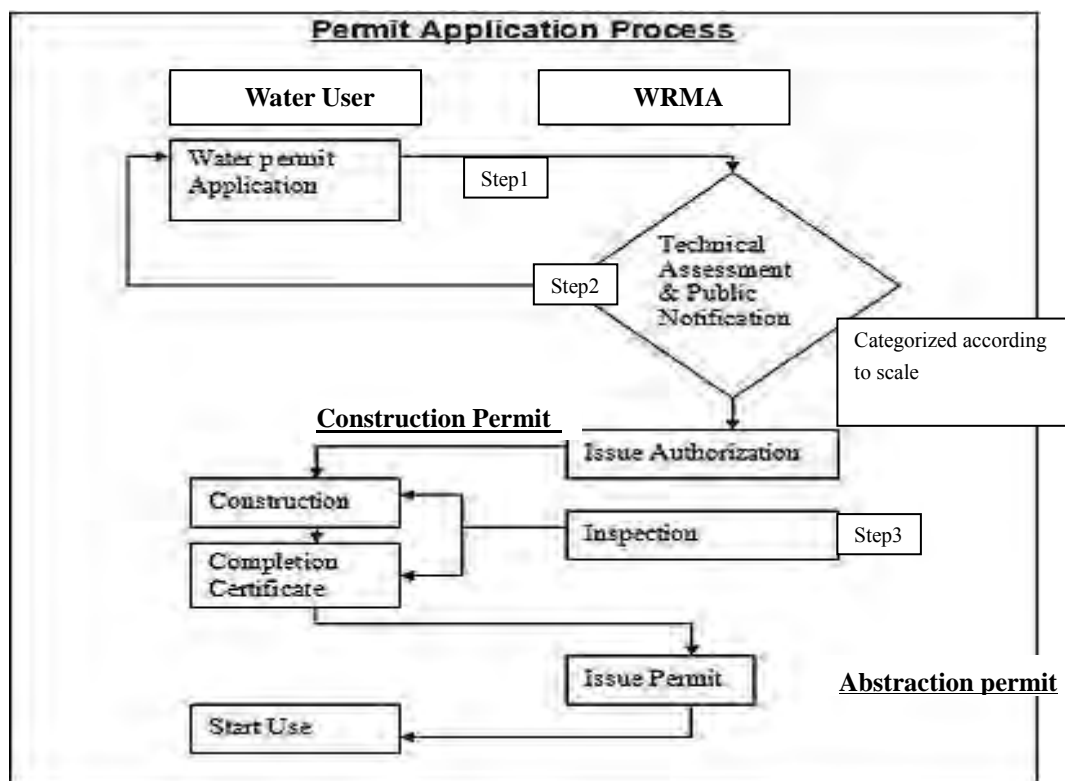 Permit Application Process
Water User
WRMA
Water permit
Application
Step1
Technical
Assessment
& Public
Notification
Step2
Categorized according
to scale
Construction Permit
Issue Authorization
Construction
Inspection
Step3
Completion
Certificate
Issue Permit
Abstraction permit
Start Use